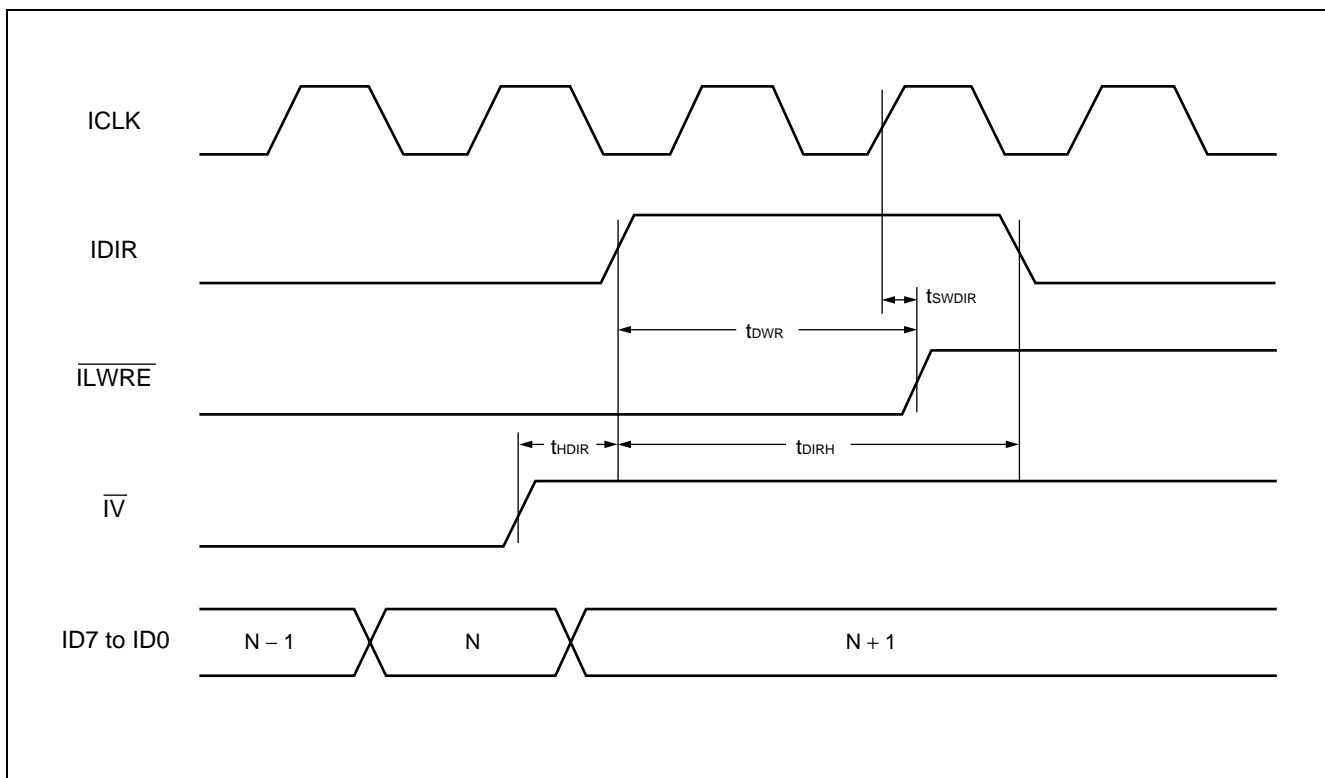 ICLK
IDIR
tSWDIR
tDWR
ILWRE
tHDIR
tDIRH
IV
ID7 to ID0
N − 1
N
N + 1